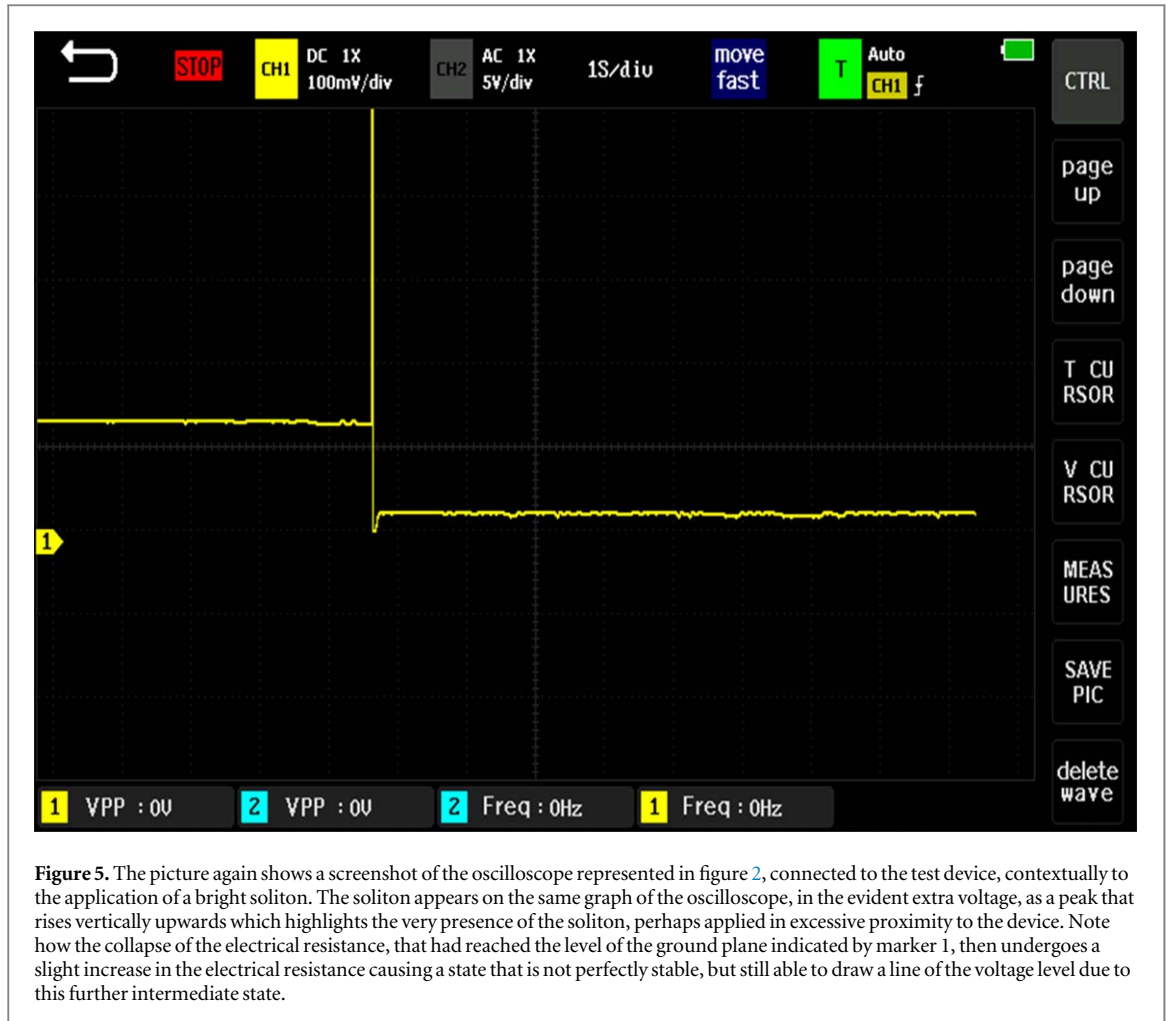 STOP
CH1
DC 1X
100mV/div
CH2
AC 1X
5V/div
1S/div
move
fast
T
Auto
CH1
CTRL
page
up
page
down
T CU
RSOR
V CU
RSOR
MEAS
URES
SAVE
PIC
delete
wave
1
1 VPP : 0V
2 VPP : 0V
2 Freq : 0Hz
1 Freq : 0Hz
Figure 5. The picture again shows a screenshot of the oscilloscope represented in figure 2, connected to the test device, contextually to
the application of a bright soliton. The soliton appears on the same graph of the oscilloscope, in the evident extra voltage, as a peak that
rises vertically upwards which highlights the very presence of the soliton, perhaps applied in excessive proximity to the device. Note
how the collapse of the electrical resistance, that had reached the level of the ground plane indicated by marker 1, then undergoes a
slight increase in the electrical resistance causing a state that is not perfectly stable, but still able to draw a line of the voltage level due to
this further intermediate state.